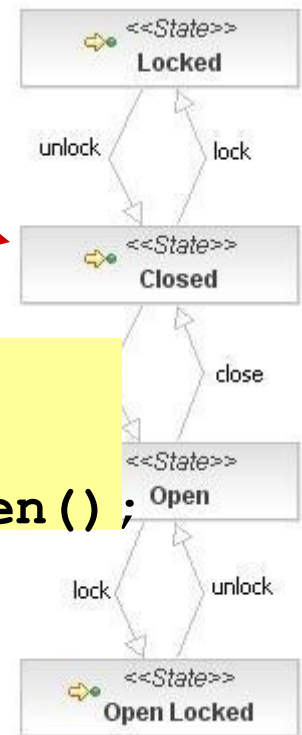 <<State>>
Locked
unlock
lock
<<State>>
Closed
close
<<State>>
Open
en();
lock
unlock
<<State>>
Open Locked